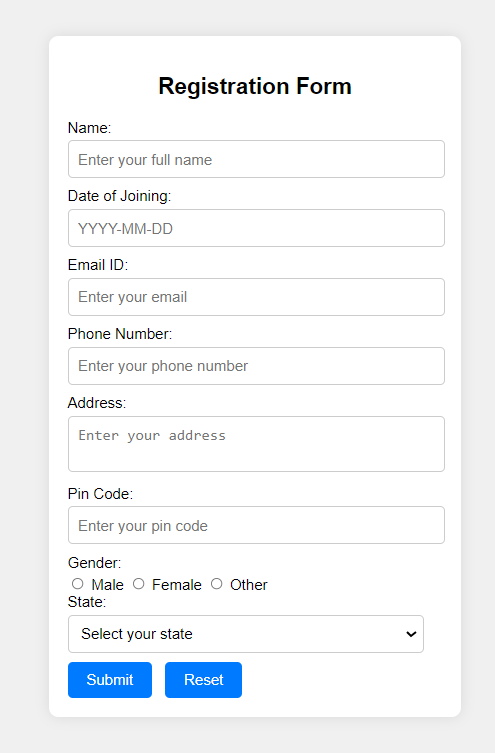 Registration Form
Name:
Enter your full name
Date of Joining:
YYYY-MM-DD
Email ID:
Enter your email
Phone Number:
Enter your phone number
Address:
Enter your address
Pin Code:
Enter your pin code
Gender:
Male Female Other
State:
Select your state
Submit Reset